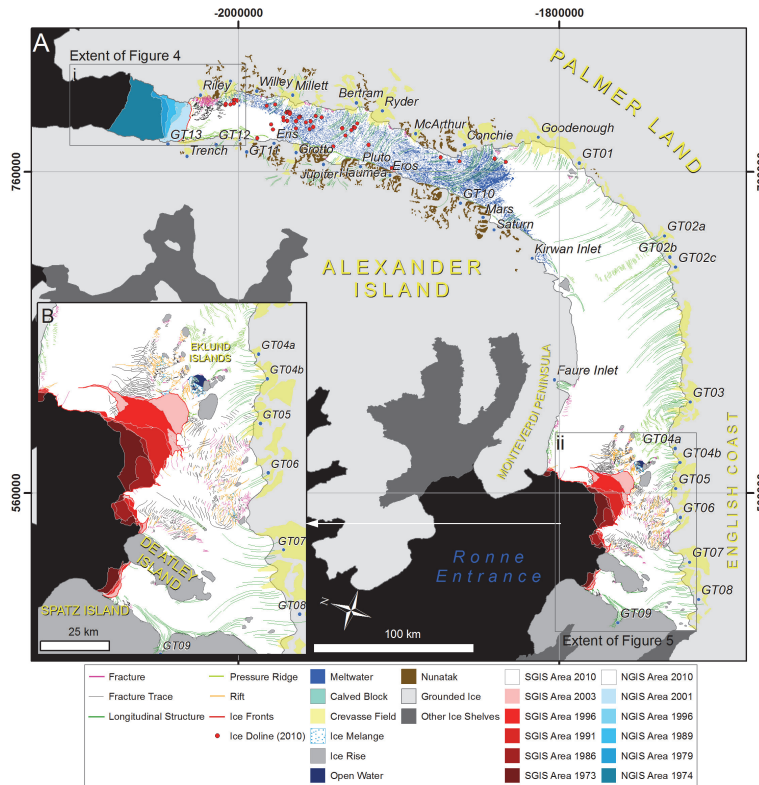 -2000000
-1800000
A
Extent of Figure 4
i
PALMER LAND
Riley
Willey
Millett
Bertram
Ryder
McArthur
Conchie
Goodenough
GT13
GT12
Eris
GT01
Trench
Grotto
Pluto
Eros
Jupiter
Haumea
GT10
Mars
Saturn
760000
GT02a
GT02b
GT02c
Kirwan Inlet
ALEXANDER
ISLAND
B
EKLUND
ISLANDS
GT04a
GT04b
GT05
GT06
GT07
GT08
GT09
DE ATLEY
ISLAND
SPATZ ISLAND
25 km
Faure Inlet
MONTEVERDI PENINSULA
GT03
ii
GT04a
GT04b
GT05
GT06
GT07
GT08
GT09
ENGLISH COAST
560000
Ronne
Entrance
N
100 km
Extent of Figure 5
Fracture
Fracture Trace
Longitudinal Structure
Pressure Ridge
Rift
Ice Fronts
Ice Doline (2010)
Meltwater
Calved Block
Crevasse Field
Ice Melange
Ice Rise
Open Water
Nunatak
Grounded Ice
Other Ice Shelves
SGIS Area 2010
SGIS Area 2003
SGIS Area 1996
SGIS Area 1991
SGIS Area 1986
SGIS Area 1973
NGIS Area 2010
NGIS Area 2001
NGIS Area 1996
NGIS Area 1989
NGIS Area 1979
NGIS Area 1974